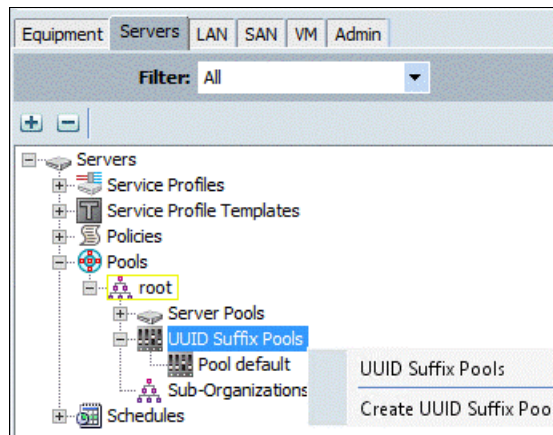 Equipment Servers LAN SAN VM Admin
Filter: All
Servers
Service Profiles
T Service Profile Templates
Policies
Pools
root
Server Pools
UUID Suffix Pools
Pool default
UUID Suffix Pools
Sub-Organizations
Create UUID Suffix Poo
Schedules